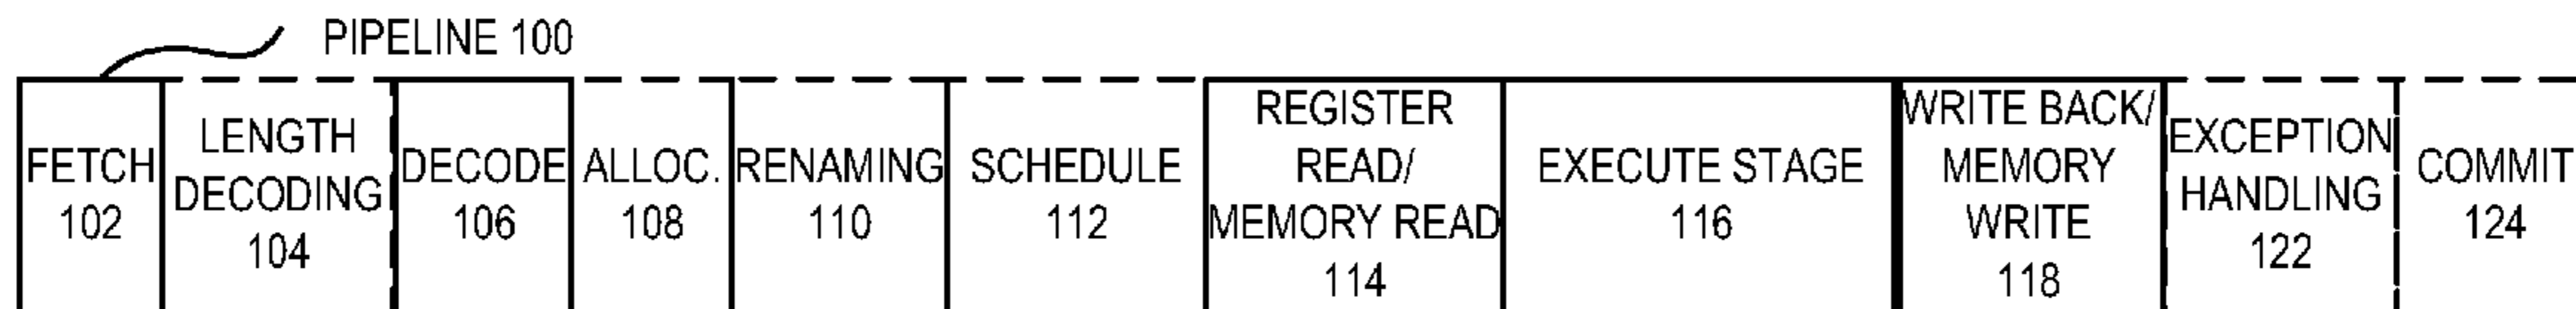 PIPELINE 100
FETCH
102
LENGTH
DECODING
104
DECODE
106
ALLOC.
108
RENAMING
110
SCHEDULE
112
REGISTER
READ/
MEMORY READ
114
EXECUTE STAGE
116
WRITE BACK/
MEMORY
WRITE
118
EXCEPTION
HANDLING
122
COMMIT
124